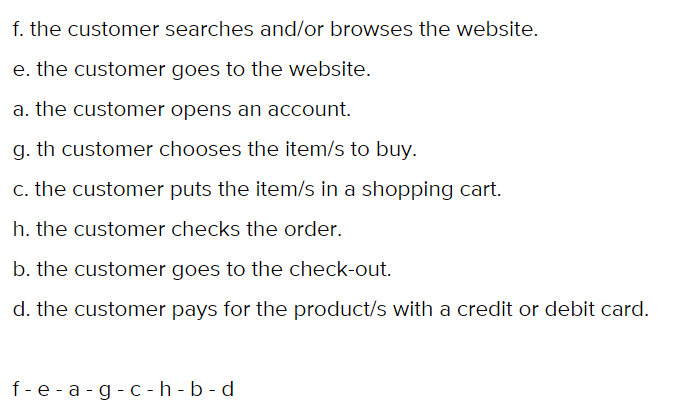 f. the customer searches and/or browses the website.
e. the customer goes to the website.
a. the customer opens an account.
g. th customer chooses the item/s to buy.
c. the customer puts the item/s in a shopping cart.
h. the customer checks the order.
b. the customer goes to the check-out.
d. the customer pays for the product/s with a credit or debit card.
f - e - a - g - c - h - b - d